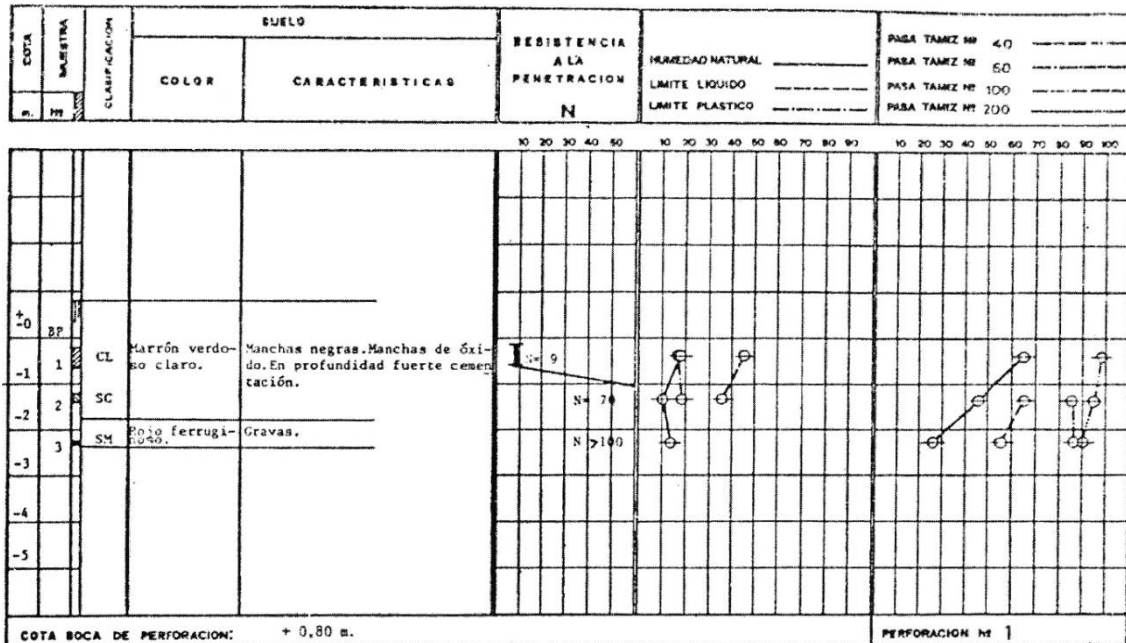 COTA
m.
MUESTRA
Nº
CLASIFICACION
SUELO
COLOR
CARACTERISTICAS
RESISTENCIA
A LA
PENETRACION
N
HUMEDAD NATURAL
LIMITE LIQUIDO
LIMITE PLASTICO
PASA TAMIZ Nº 40
PASA TAMIZ Nº 60
PASA TAMIZ Nº 100
PASA TAMIZ Nº 200
10 20 30 40 50
10 20 30 40 50 60 70 80 90
10 20 30 40 50 60 70 80 90 100
+
-0
BP
1
CL
Marrón verdo-
so claro.
Manchas negras.Manchas de óxi-
do.En profundidad fuerte cemen
tación.
N= 9
-1
2
SC
N= 70
-2
3
SM
Rojo ferrugi-
noso.
Gravas.
N >100
-3
-4
-5
COTA BOCA DE PERFORACION: + 0,80 m.
PERFORACION Nº 1